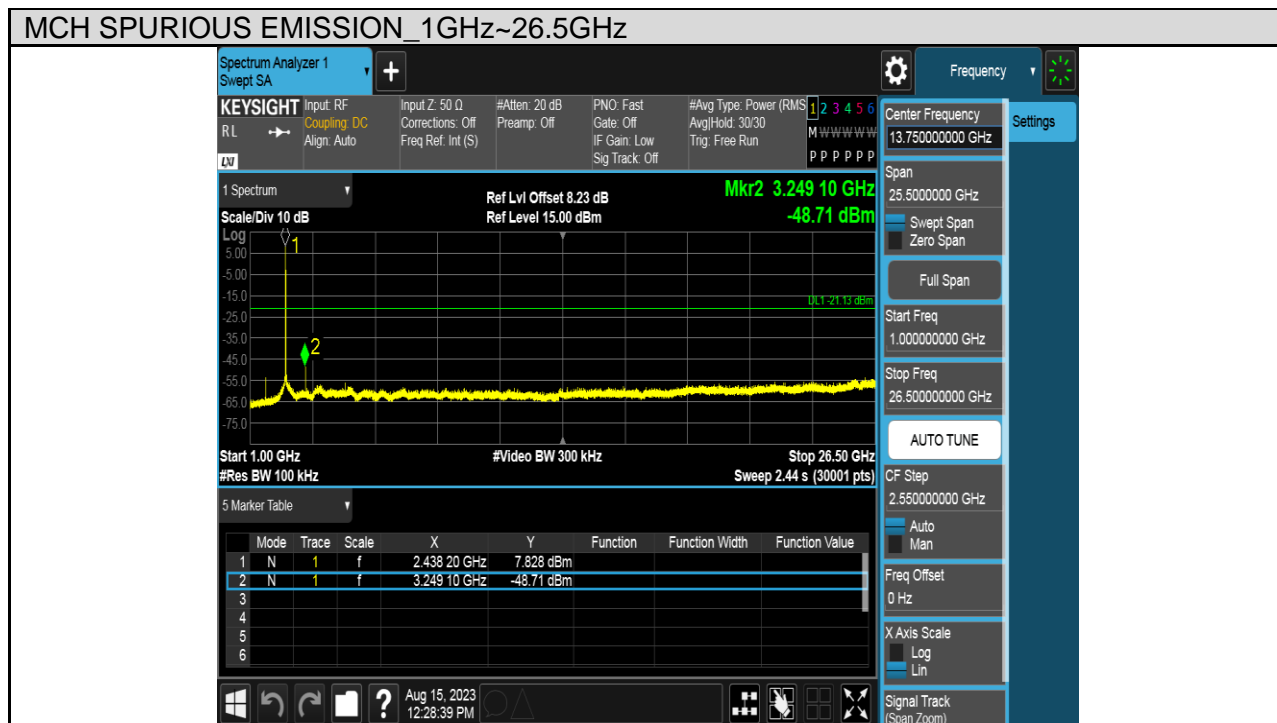 MCH SPURIOUS EMISSION_1GHz~26.5GHz
Spectrum Analyzer 1
Swept SA
+
Frequency
KEYSIGHT
RL
LXI
Input: RF
Coupling: DC
Align: Auto
Input Z: 50 Ω
Corrections: Off
Freq Ref: Int (S)
#Atten: 20 dB
Preamp: Off
PNO: Fast
Gate: Off
IF Gain: Low
Sig Track: Off
#Avg Type: Power (RMS
Avg|Hold: 30/30
Trig: Free Run
1 2 3 4 5 6
M W W W W W
P P P P P P
1 Spectrum
Scale/Div 10 dB
Ref Lvl Offset 8.23 dB
Ref Level 15.00 dBm
Mkr2 3.249 10 GHz
-48.71 dBm
Log
1
5.00
-5.00
-15.0
DL1 -21.13 dBm
-25.0
-35.0
2
-45.0
-55.0
-65.0
-75.0
Start 1.00 GHz
#Video BW 300 kHz
Stop 26.50 GHz
#Res BW 100 kHz
Sweep 2.44 s (30001 pts)
5 Marker Table
Mode Trace Scale X Y Function Function Width Function Value
1 N 1 f 2.438 20 GHz 7.828 dBm
2 N 1 f 3.249 10 GHz -48.71 dBm
3
4
5
6
?
Aug 15, 2023
12:28:39 PM
Center Frequency
13.750000000 GHz
Settings
Span
25.5000000 GHz
Swept Span
Zero Span
Full Span
Start Freq
1.000000000 GHz
Stop Freq
26.500000000 GHz
AUTO TUNE
CF Step
2.550000000 GHz
Auto
Man
Freq Offset
0 Hz
X Axis Scale
Log
Lin
Signal Track
(Span Zoom)